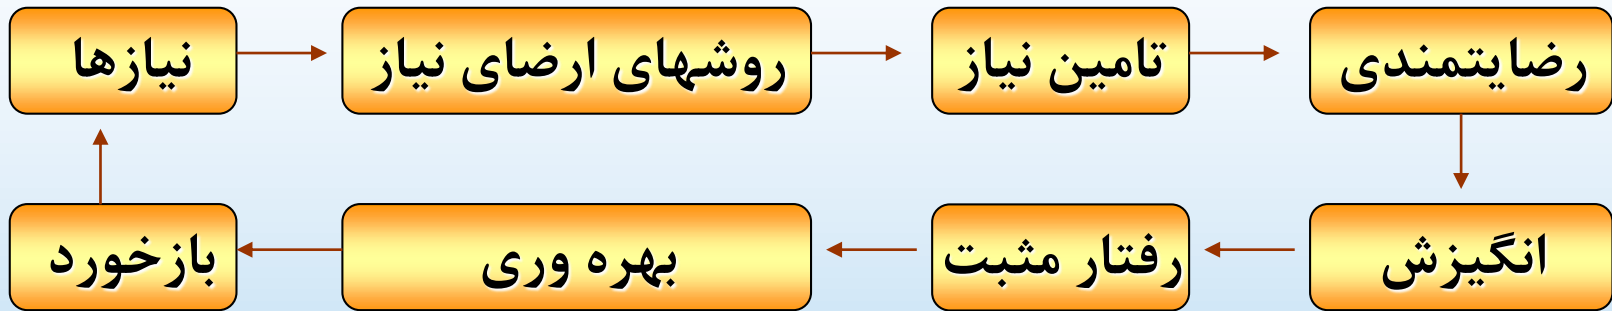 نیازها
روشهای ارضای نیاز
تامین نیاز
رضایتمندی
انگیزش
رفتار مثبت
بهره وری
بازخورد